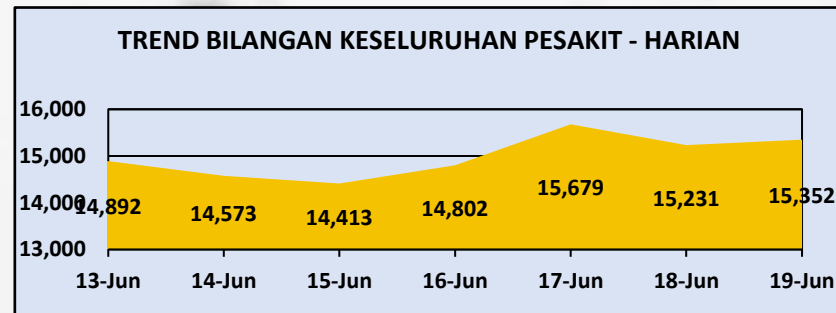 TREND BILANGAN KESELURUHAN PESAKIT - HARIAN
16,000
15,000
14,000
13,000
14,892
14,573
14,413
14,802
15,679
15,231
15,352
13-Jun
14-Jun
15-Jun
16-Jun
17-Jun
18-Jun
19-Jun